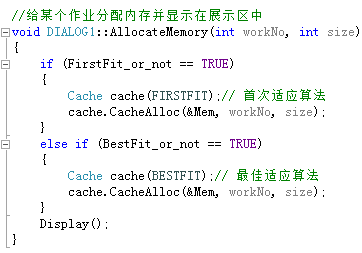 //给某个作业分配内存并显示在展示区中
void DIALOG1::AllocateMemory(int workNo, int size)
{
    if (FirstFit_or_not == TRUE)
    {
        Cache cache(FIRSTFIT);// 首次适应算法
        cache.CacheAlloc(&Mem, workNo, size);
    }
    else if (BestFit_or_not == TRUE)
    {
        Cache cache(BESTFIT);// 最佳适应算法
        cache.CacheAlloc(&Mem, workNo, size);
    }
    Display();
}